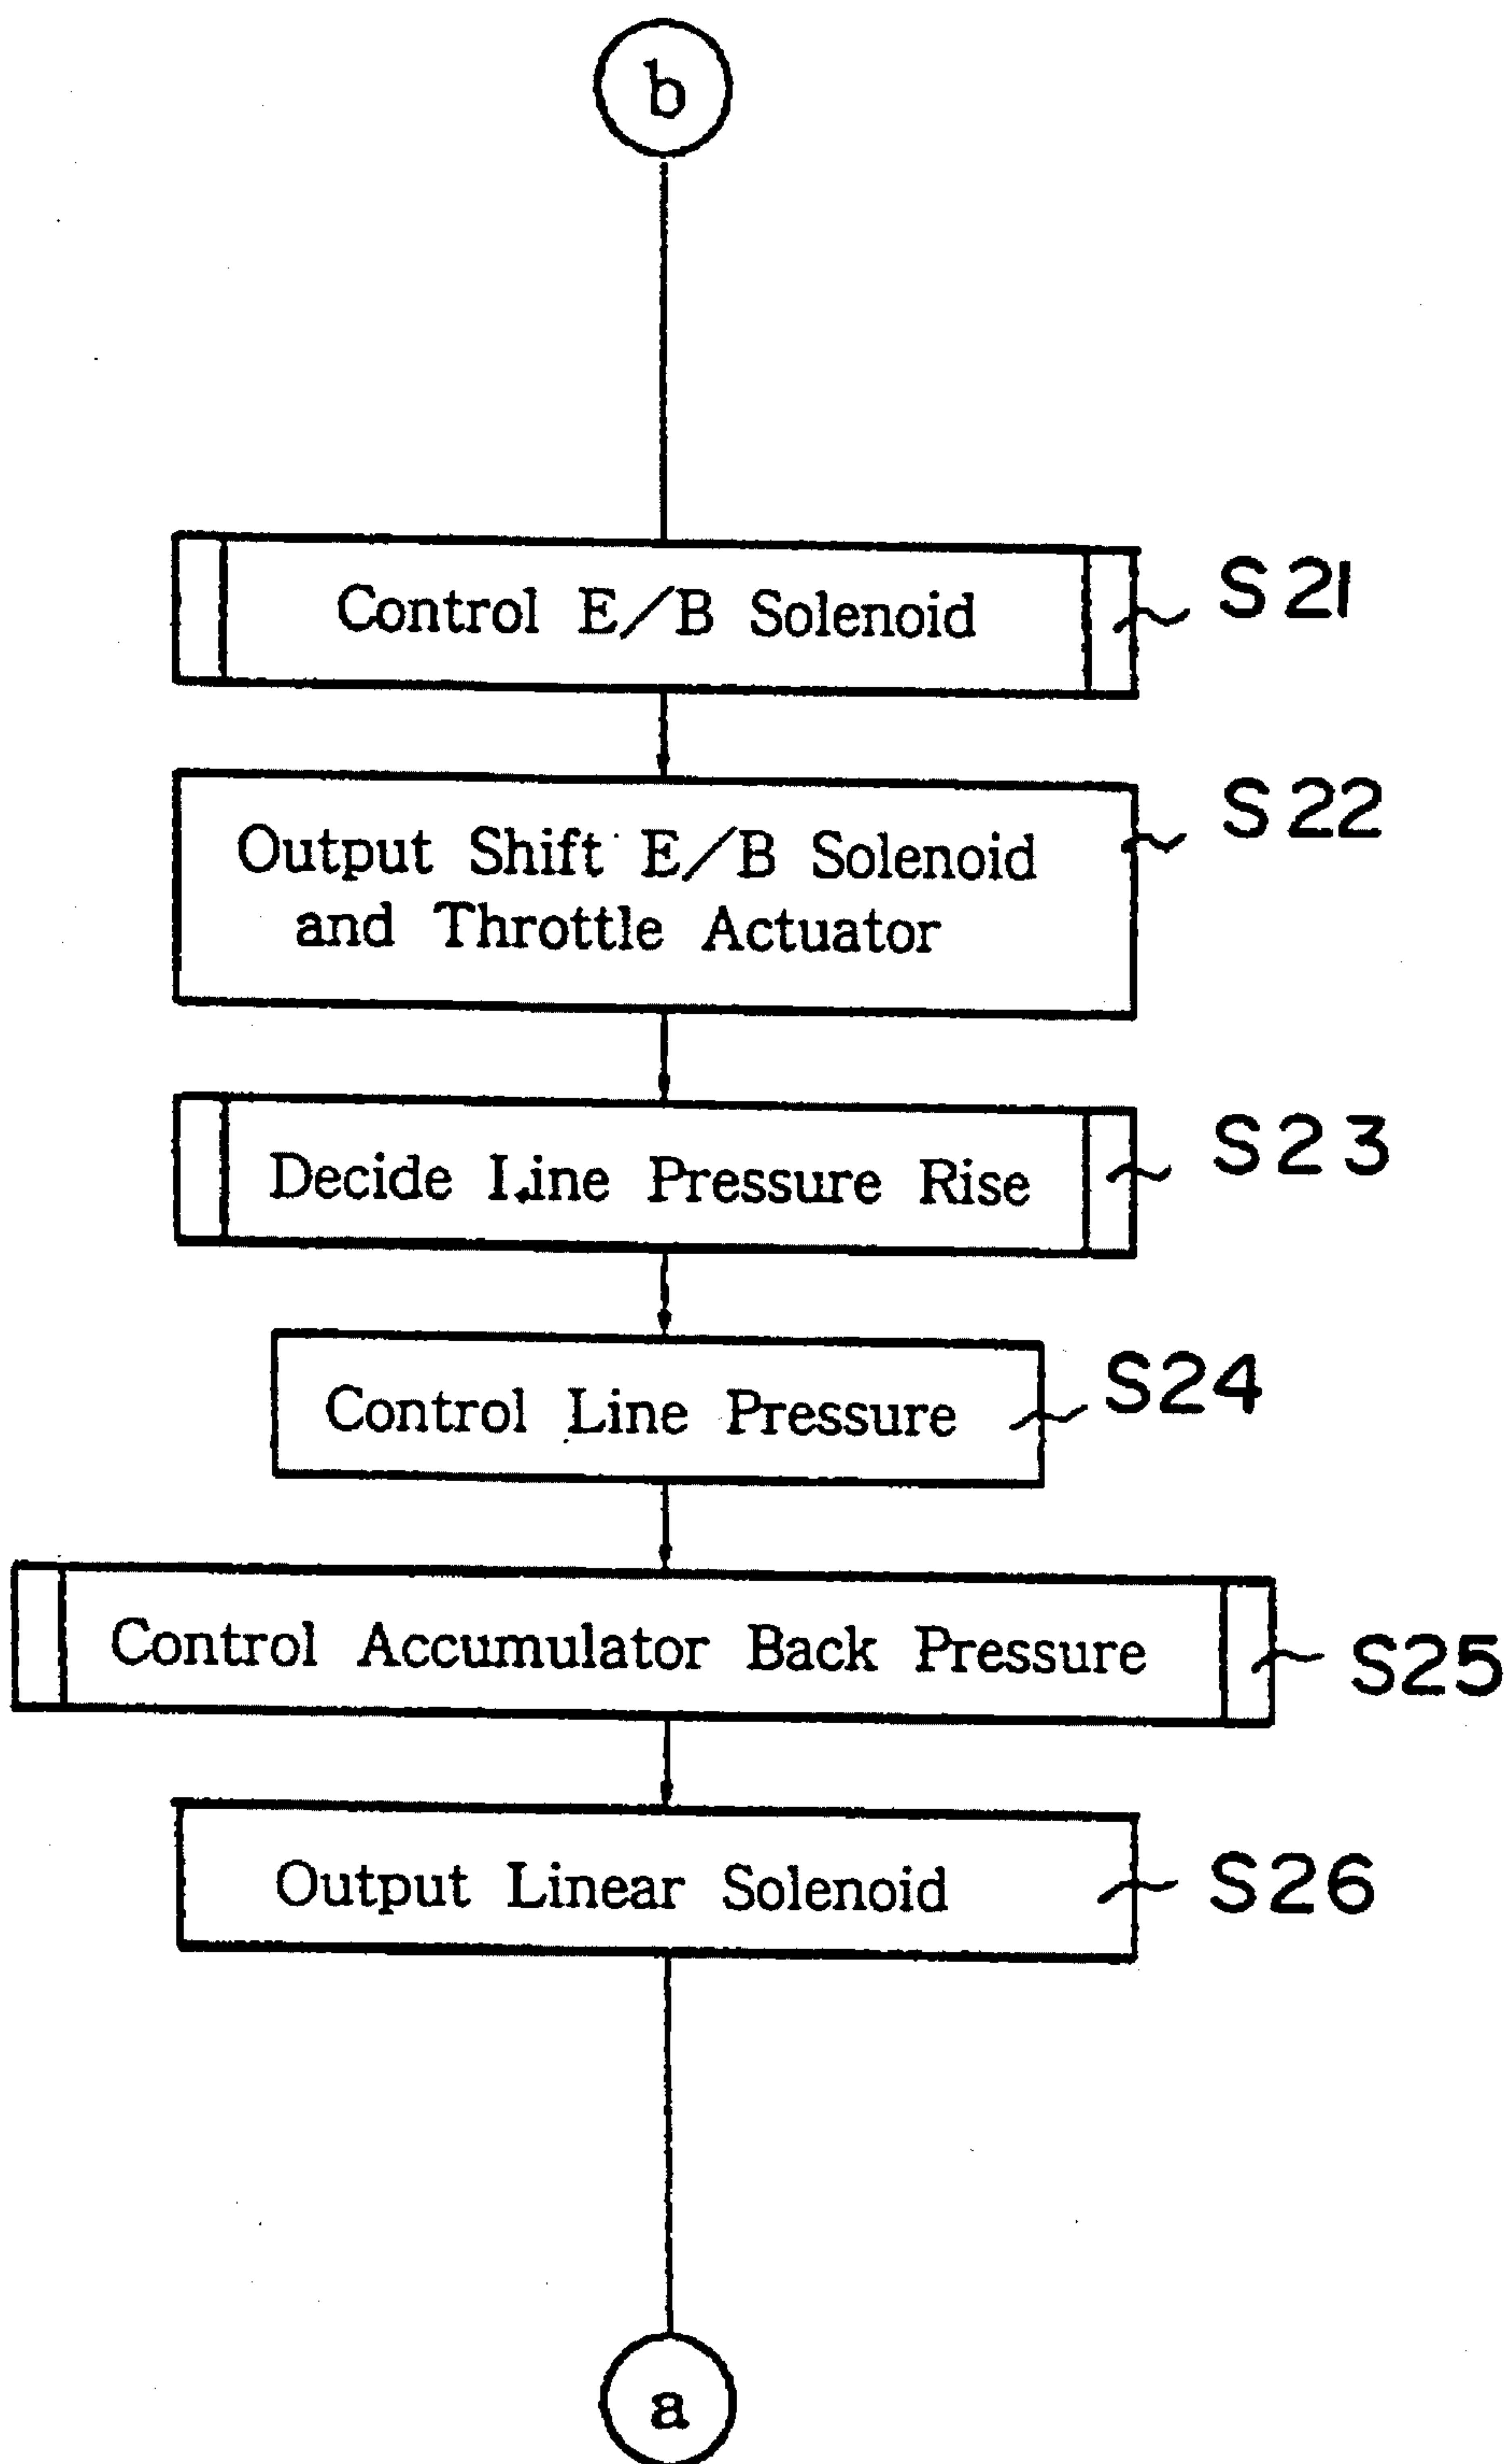 b
Control E/B Solenoid
S21
Output Shift E/B Solenoid
and Throttle Actuator
S22
Decide Line Pressure Rise
S23
Control Line Pressure
S24
Control Accumulator Back Pressure
S25
Output Linear Solenoid
S26
a